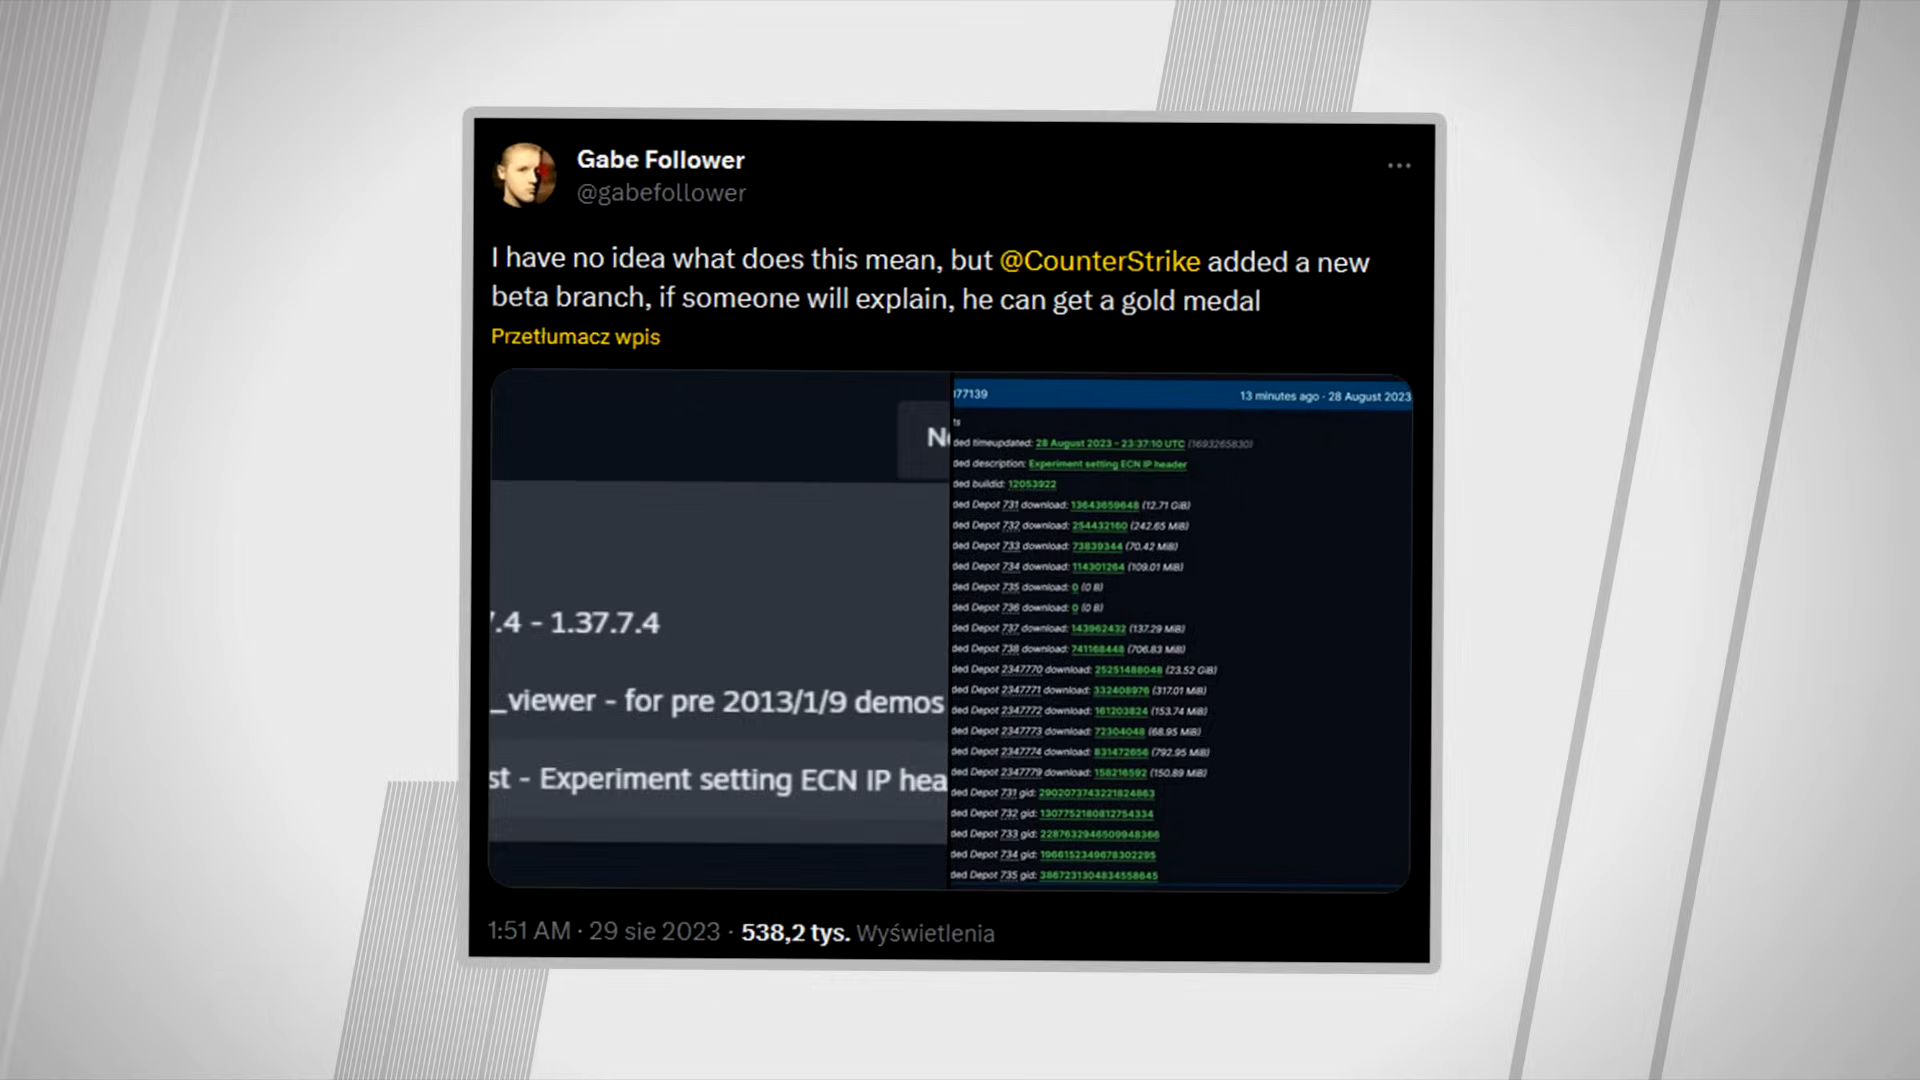 Gabe Follower
@gabefollower
I have no idea what does this mean, but @CounterStrike added a new
beta branch, if someone will explain, he can get a gold medal
Przetłumacz wpis
.4 - 1.37.7.4
_viewer - for pre 2013/1/9 demos
st - Experiment setting ECN IP hea
77139
13 minutes ago · 28 August 2023
ts
ded timeupdated: 28 August 2023 – 23:37:10 UTC (1693265830)
ded description: Experiment setting ECN IP header
ded buildid: 12053922
ded Depot 731 download: 13643659648 (12.71 GiB)
ded Depot 732 download: 254432160 (242.65 MiB)
ded Depot 733 download: 73839344 (70.42 MiB)
ded Depot 734 download: 114301264 (109.01 MiB)
ded Depot 735 download: 0 (0 B)
ded Depot 736 download: 0 (0 B)
ded Depot 737 download: 143962432 (137.29 MiB)
ded Depot 738 download: 741168448 (706.83 MiB)
ded Depot 2347770 download: 25251488048 (23.52 GiB)
ded Depot 2347771 download: 332408976 (317.01 MiB)
ded Depot 2347772 download: 161203824 (153.74 MiB)
ded Depot 2347773 download: 72304048 (68.95 MiB)
ded Depot 2347774 download: 831472656 (792.95 MiB)
ded Depot 2347779 download: 158216592 (150.89 MiB)
ded Depot 731 gid: 2902073743221824863
ded Depot 732 gid: 1307752180812754334
ded Depot 733 gid: 2287632946509948366
ded Depot 734 gid: 1966152349678302295
ded Depot 735 gid: 3867231304834558645
1:51 AM · 29 sie 2023 · 538,2 tys. Wyświetlenia